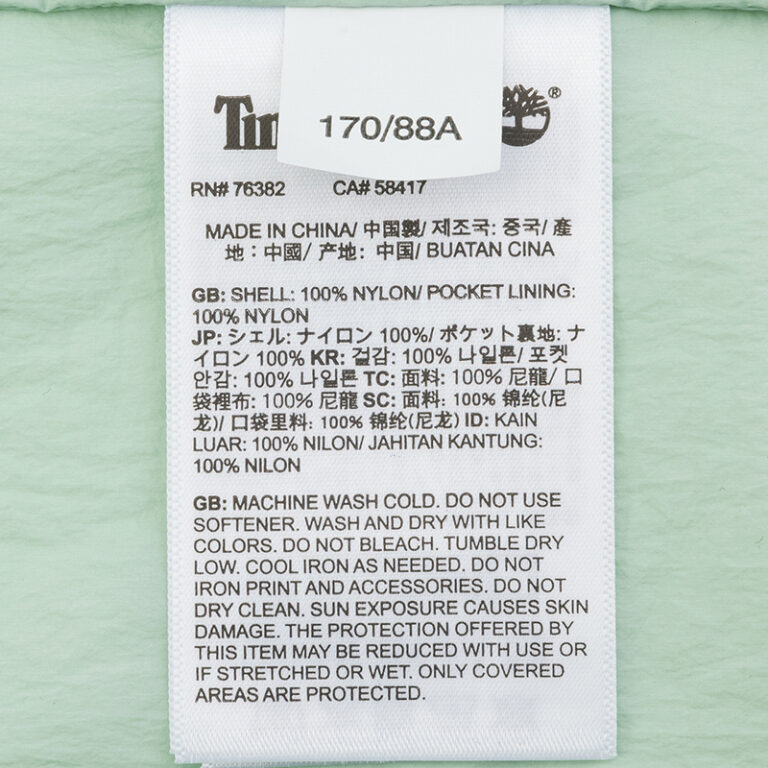 170/88A
Tim
®
RN# 76382 CA# 58417
MADE IN CHINA/ 中国製/ 제조국: 중국/ 產
地：中國/ 产地: 中国/ BUATAN CINA
GB: SHELL: 100% NYLON/ POCKET LINING:
100% NYLON
JP: シェル: ナイロン 100%/ ポケット裏地: ナ
イロン 100% KR: 겉감: 100% 나일론/ 포켓
안감: 100% 나일론 TC: 面料: 100% 尼龍/ 口
袋裡布: 100% 尼龍 SC: 面料: 100% 锦纶(尼
龙)/ 口袋里料: 100% 锦纶(尼龙) ID: KAIN
LUAR: 100% NILON/ JAHITAN KANTUNG:
100% NILON
GB: MACHINE WASH COLD. DO NOT USE
SOFTENER. WASH AND DRY WITH LIKE
COLORS. DO NOT BLEACH. TUMBLE DRY
LOW. COOL IRON AS NEEDED. DO NOT
IRON PRINT AND ACCESSORIES. DO NOT
DRY CLEAN. SUN EXPOSURE CAUSES SKIN
DAMAGE. THE PROTECTION OFFERED BY
THIS ITEM MAY BE REDUCED WITH USE OR
IF STRETCHED OR WET. ONLY COVERED
AREAS ARE PROTECTED.